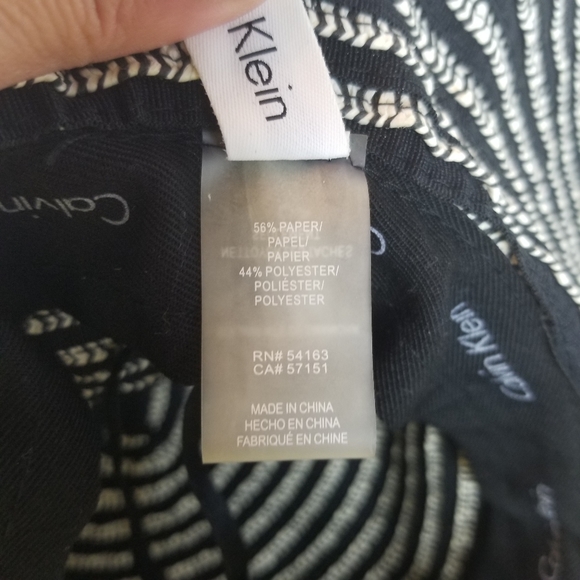 Klein
56% PAPER/
PAPEL/
PAPIER
44% POLYESTER/
POLIÉSTER/
POLYESTER
RN# 54163
CA# 57151
MADE IN CHINA
HECHO EN CHINA
FABRIQUÉ EN CHINE
Calvin
C
Calvin Klein